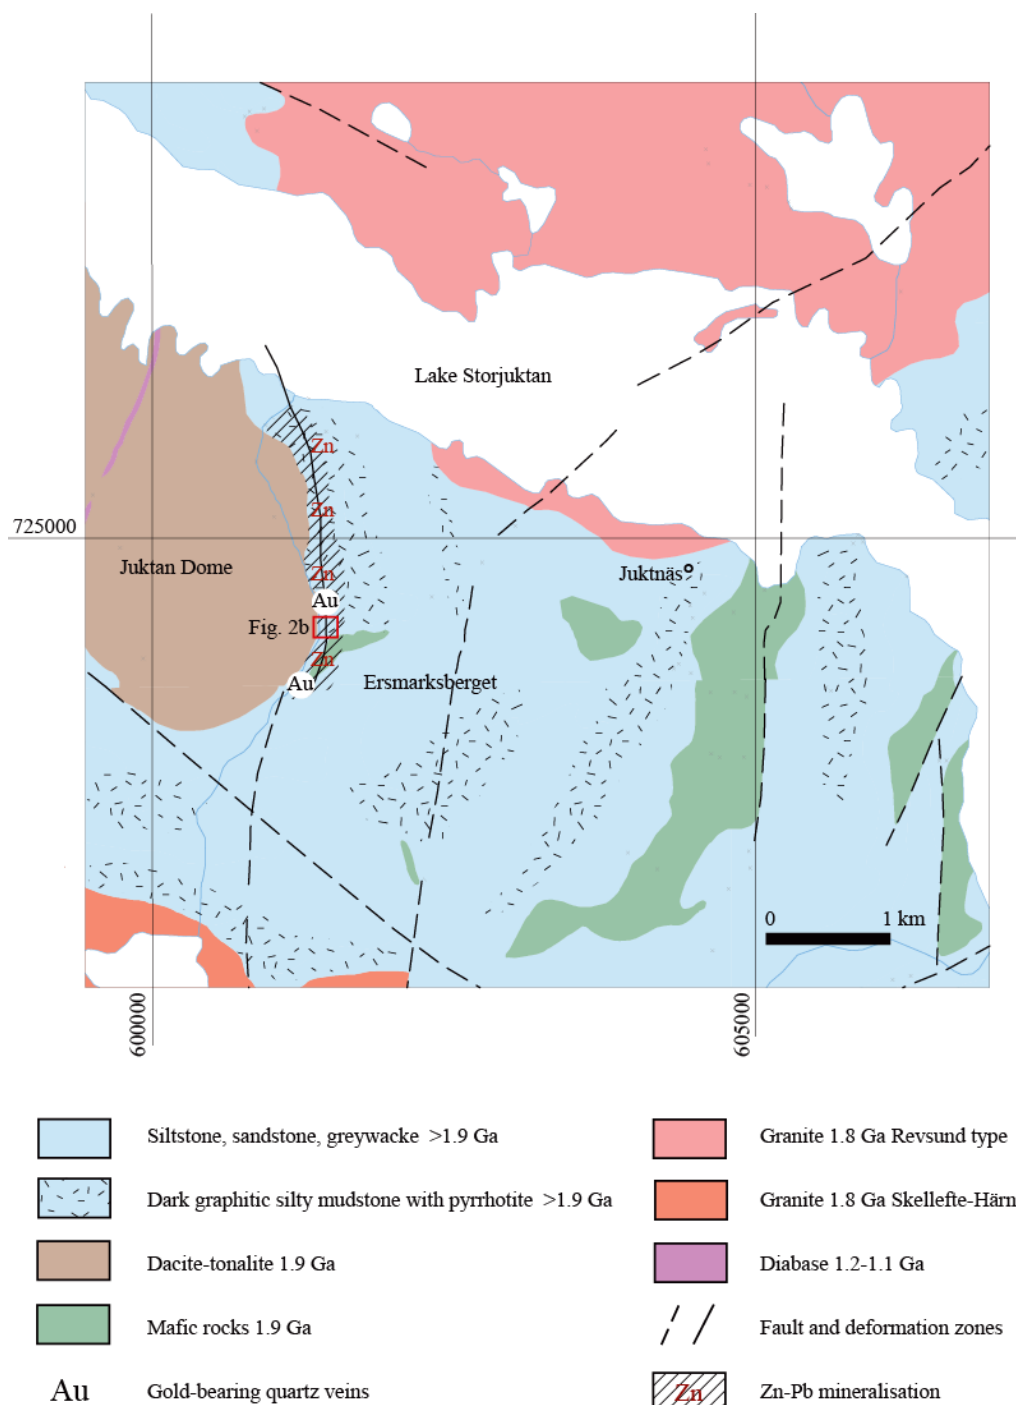 Lake Storjuktan
Zn
Zn
725000
Zn
Juktan Dome
Juktnäs
Au
Fig. 2b
Zn
Au
Ersmarksberget
0 1 km
600000
605000
Siltstone, sandstone, greywacke >1.9 Ga
Granite 1.8 Ga Revsund type
Dark graphitic silty mudstone with pyrrhotite >1.9 Ga
Granite 1.8 Ga Skellefte-Härn
Dacite-tonalite 1.9 Ga
Diabase 1.2-1.1 Ga
Mafic rocks 1.9 Ga
Fault and deformation zones
Au Gold-bearing quartz veins
Zn Zn-Pb mineralisation